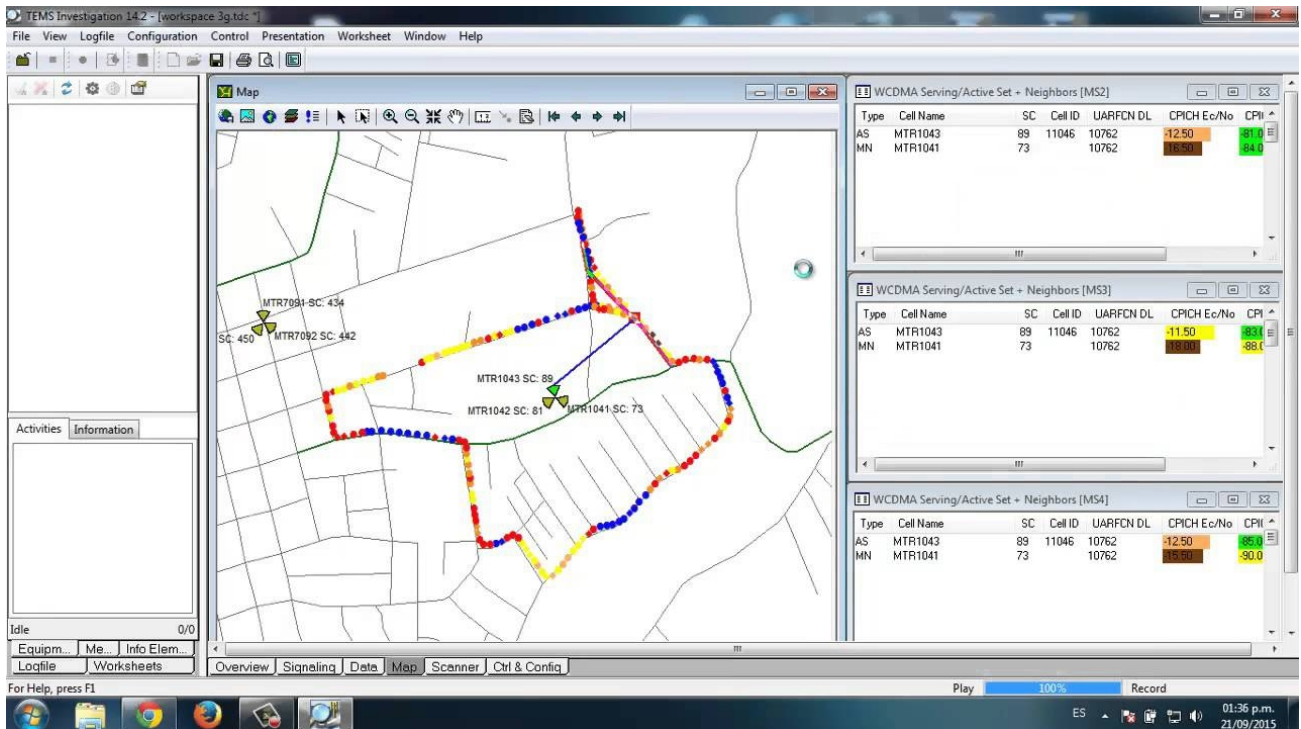 TEMS Investigation 14.2 - [workspace 3g.tdc *]
File View Logfile Configuration Control Presentation Worksheet Window Help
Map
MTR7091 SC: 434
SC: 450
MTR7092 SC: 442
MTR1043 SC: 89
MTR1042 SC: 81
MTR1041 SC: 73
WCDMA Serving/Active Set + Neighbors [MS2]
Type Cell Name SC Cell ID UARFCN DL CPICH Ec/No
AS MTR1043 89 11046 10762 -12.50 -81.0
MN MTR1041 73 10762 -16.50 -84.0
WCDMA Serving/Active Set + Neighbors [MS3]
Type Cell Name SC Cell ID UARFCN DL CPICH Ec/No CPI
AS MTR1043 89 11046 10762 -11.50
MN MTR1041 73 10762 -18.00 -88.0
WCDMA Serving/Active Set + Neighbors [MS4]
Type Cell Name SC Cell ID UARFCN DL CPICH Ec/No
AS MTR1043 89 11046 10762 -12.50 -85.0
MN MTR1041 73 10762 -15.50 -90.0
Activities Information
Idle 0/0
Equipm... Me... Info Elem...
Logfile Worksheets
Overview Signaling Data Map Scanner Ctrl & Config
For Help, press F1
Play 100% Record
ES
01:36 p.m.
21/09/2015